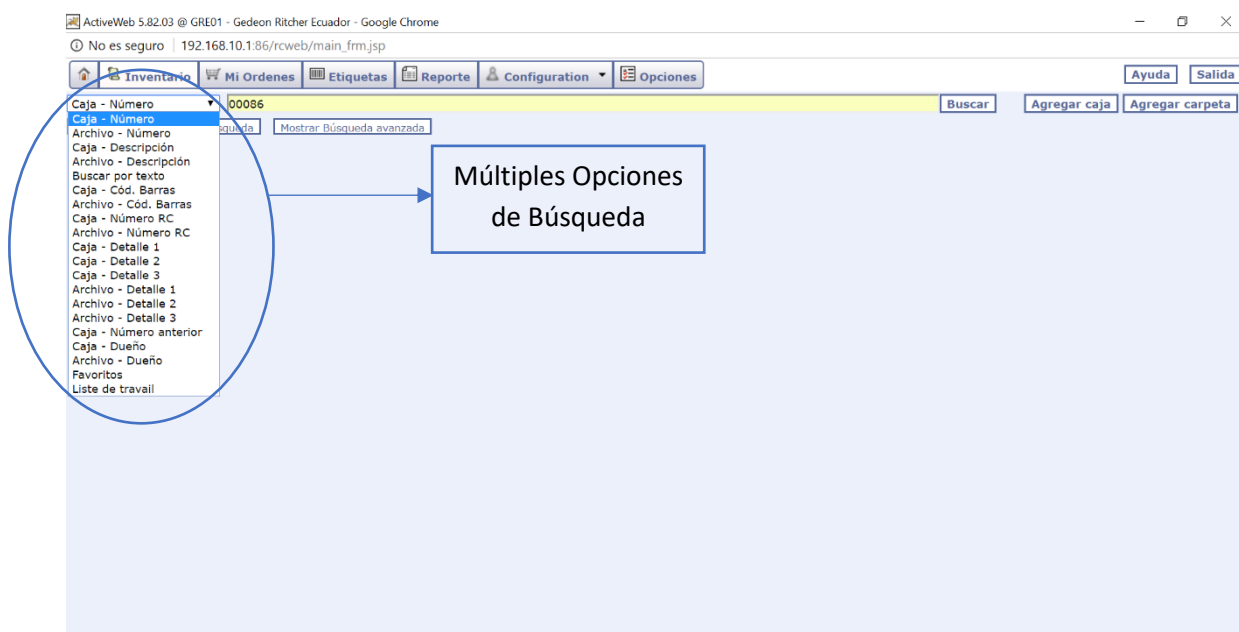 ActiveWeb 5.82.03 @ GRE01 - Gedeon Ritcher Ecuador - Google Chrome
No es seguro | 192.168.10.1:86/rcweb/main_frm.jsp
Inventario Mi Ordenes Etiquetas Reporte Configuration Opciones Ayuda Salida
Caja - Número 00086 Buscar Agregar caja Agregar carpeta
Caja - Número
Mostrar Búsqueda avanzada
Archivo - Número
Caja - Descripción
Archivo - Descripción
Buscar por texto
Caja - Cód. Barras
Archivo - Cód. Barras
Caja - Número RC
Archivo - Número RC
Caja - Detalle 1
Caja - Detalle 2
Caja - Detalle 3
Archivo - Detalle 1
Archivo - Detalle 2
Archivo - Detalle 3
Caja - Número anterior
Caja - Dueño
Archivo - Dueño
Favoritos
Liste de travail
Múltiples Opciones
de Búsqueda